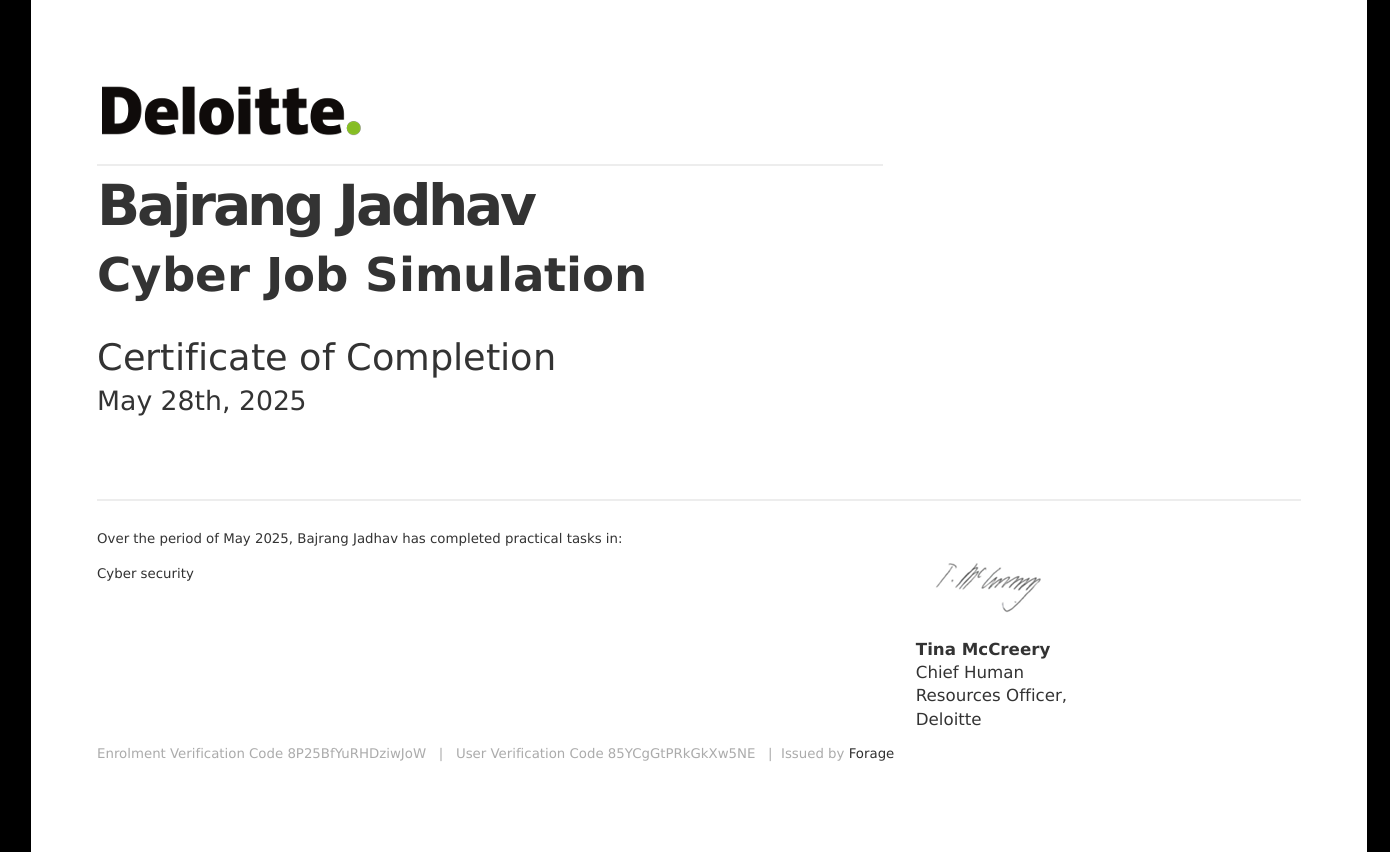 Deloitte.
Bajrang Jadhav
Cyber Job Simulation
Certificate of Completion
May 28th, 2025
Over the period of May 2025, Bajrang Jadhav has completed practical tasks in:
Cyber security
T. McCreery
Tina McCreery
Chief Human
Resources Officer,
Deloitte
Enrolment Verification Code 8P25BfYuRHDziwJoW | User Verification Code 85YCgGtPRkGkXw5NE | Issued by Forage